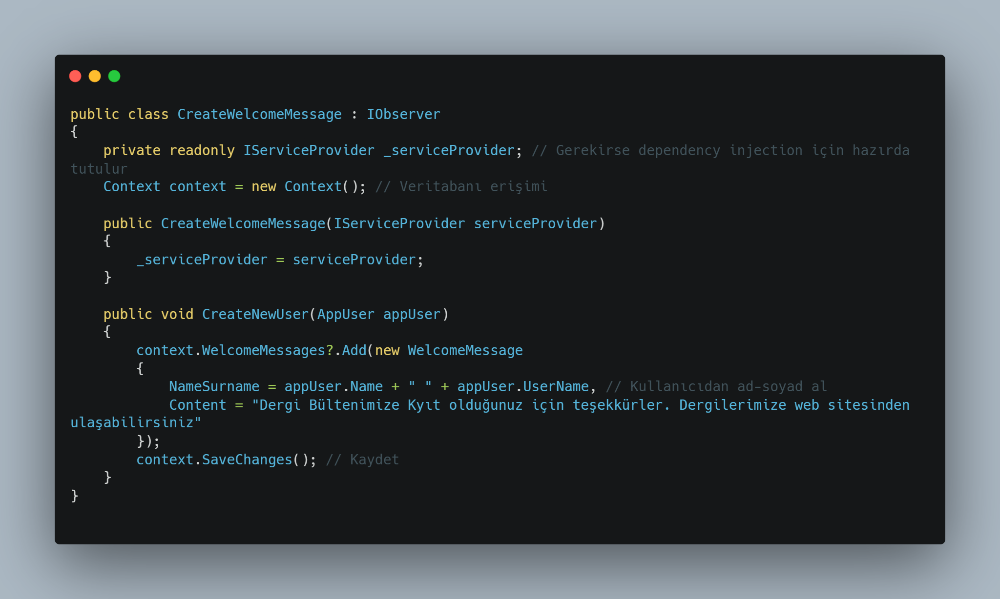 public class CreateWelcomeMessage : IObserver
{
    private readonly IServiceProvider _serviceProvider; // Gerekirse dependency injection için hazırda
tutulur
    Context context = new Context(); // Veritabanı erişimi

    public CreateWelcomeMessage(IServiceProvider serviceProvider)
    {
        _serviceProvider = serviceProvider;
    }

    public void CreateNewUser(AppUser appUser)
    {
        context.WelcomeMessages?.Add(new WelcomeMessage
        {
            NameSurname = appUser.Name + " " + appUser.UserName, // Kullanıcıdan ad-soyad al
            Content = "Dergi Bültenimize Kyıt olduğunuz için teşekkürler. Dergilerimize web sitesinden
ulaşabilirsiniz"
        });
        context.SaveChanges(); // Kaydet
    }
}